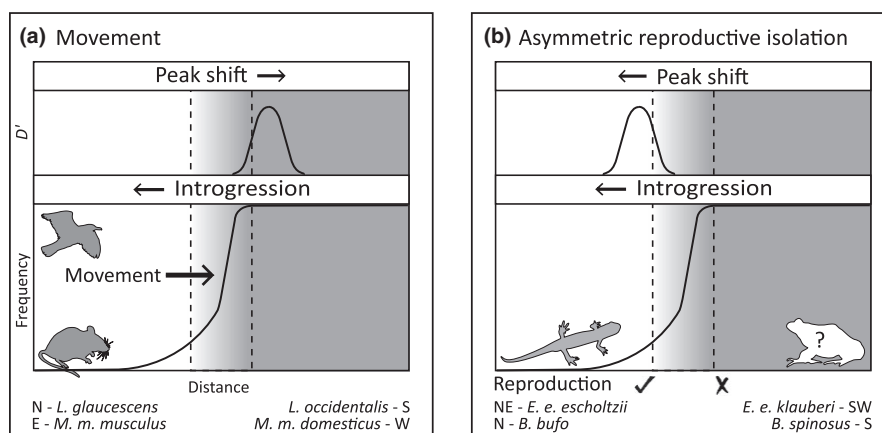 (a) Movement
Peak shift →
D'
← Introgression
Movement
Frequency
Distance
N - L. glaucescens
L. occidentalis - S
E - M. m. musculus
M. m. domesticus - W
(b) Asymmetric reproductive isolation
← Peak shift
← Introgression
?
Reproduction ✓ ✗
NE - E. e. escholtzii
E. e. klauberi - SW
N - B. bufo
B. spinosus - S